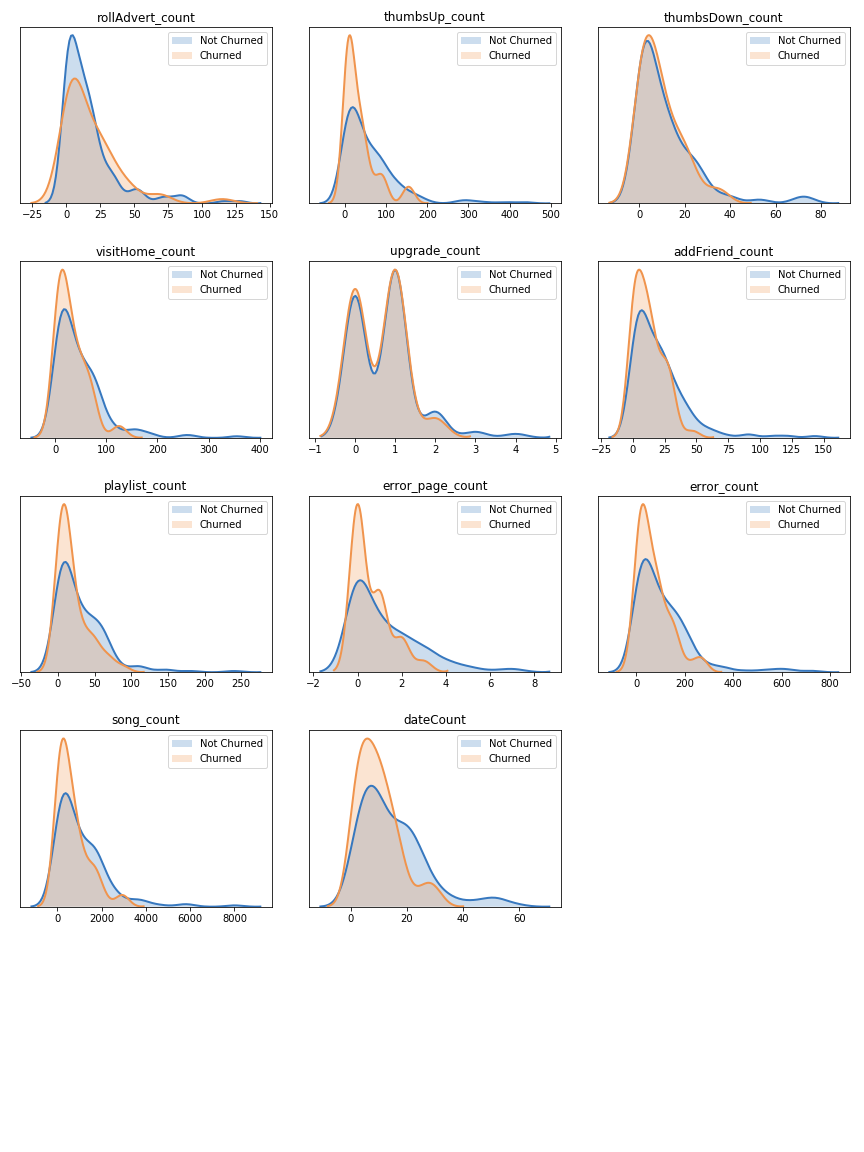 rollAdvert_count
Not Churned
Churned
−25 0 25 50 75 100 125 150
thumbsUp_count
Not Churned
Churned
0 100 200 300 400 500
thumbsDown_count
Not Churned
Churned
0 20 40 60 80
visitHome_count
Not Churned
Churned
0 100 200 300 400
upgrade_count
Not Churned
Churned
−1 0 1 2 3 4 5
addFriend_count
Not Churned
Churned
−25 0 25 50 75 100 125 150
playlist_count
Not Churned
Churned
−50 0 50 100 150 200 250
error_page_count
Not Churned
Churned
−2 0 2 4 6 8
error_count
Not Churned
Churned
0 200 400 600 800
song_count
Not Churned
Churned
0 2000 4000 6000 8000
dateCount
Not Churned
Churned
0 20 40 60